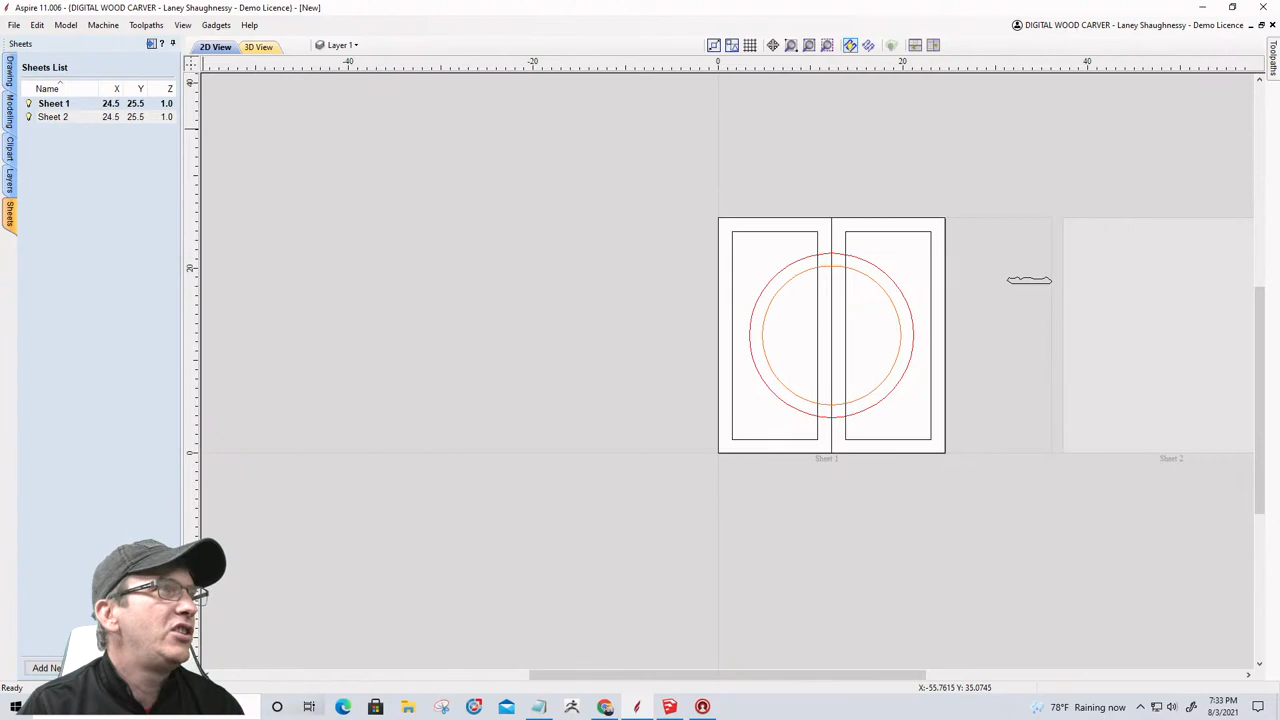 Aspire 11.006 - {DIGITAL WOOD CARVER - Laney Shaughnessy - Demo Licence} - [New]
File Edit Model Machine Toolpaths View Gadgets Help
DIGITAL WOOD CARVER - Laney Shaughnessy - Demo Licence
Sheets
2D View 3D View Layer 1
Sheets List
Name X Y Z
Sheet 1 24.5 25.5 1.0
Sheet 2 24.5 25.5 1.0
Drawing
Modeling
Clipart
Layers
Sheets
Toolpaths
-40 -20 0 20 40
40
20
0
Sheet 1
Sheet 2
Add Ne
Ready
X:-55.7615 Y: 35.0745
78°F Raining now
7:33 PM
8/3/2021